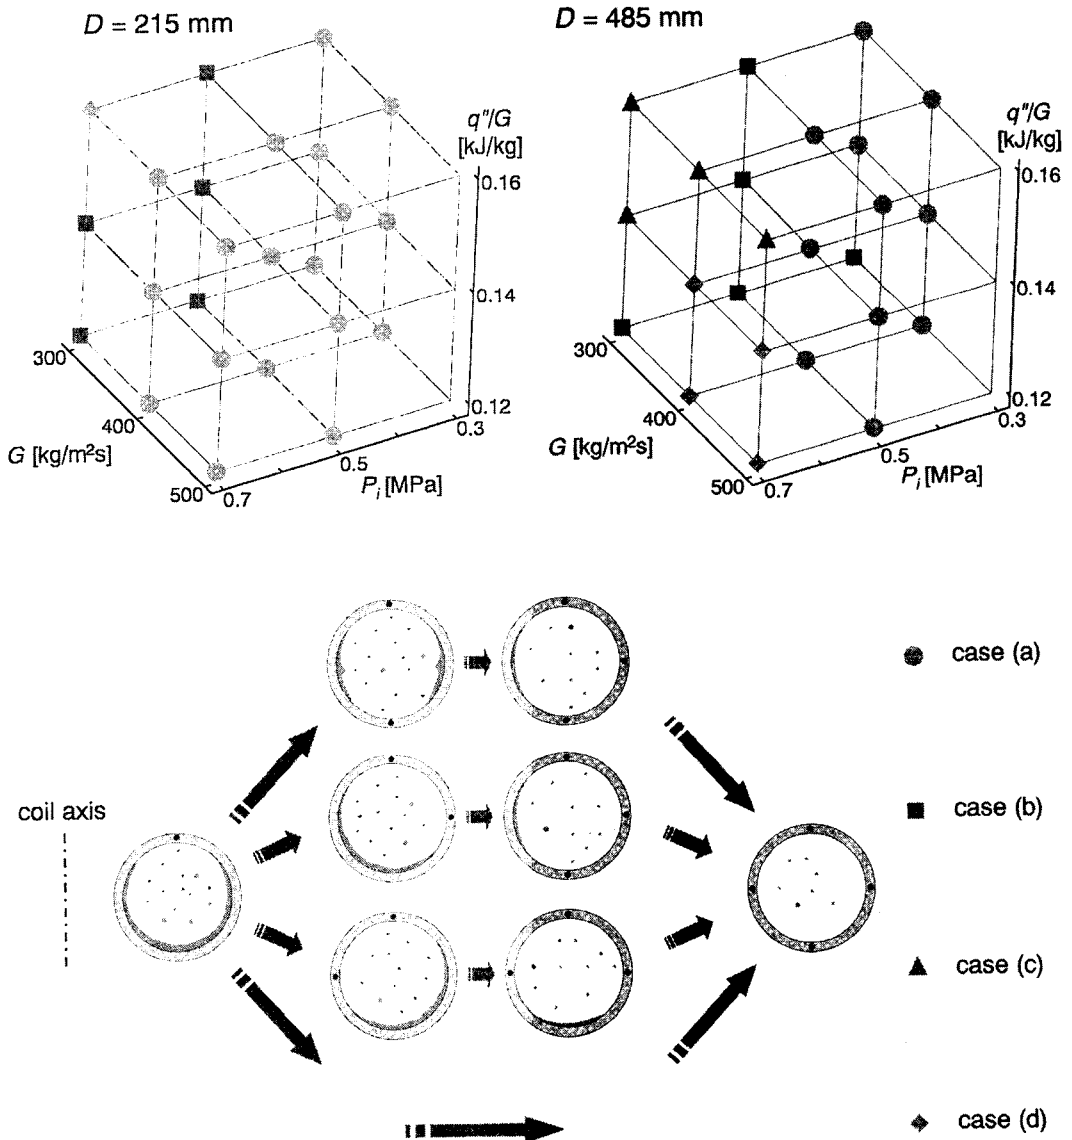 D = 215 mm
q"/G
[kJ/kg]
0.16
0.14
0.12
300
400
500
G [kg/m²s]
0.7
0.5
0.3
P_i [MPa]
D = 485 mm
q"/G
[kJ/kg]
0.16
0.14
0.12
300
400
500
G [kg/m²s]
0.7
0.5
0.3
P_i [MPa]
coil axis
case (a)
case (b)
case (c)
case (d)